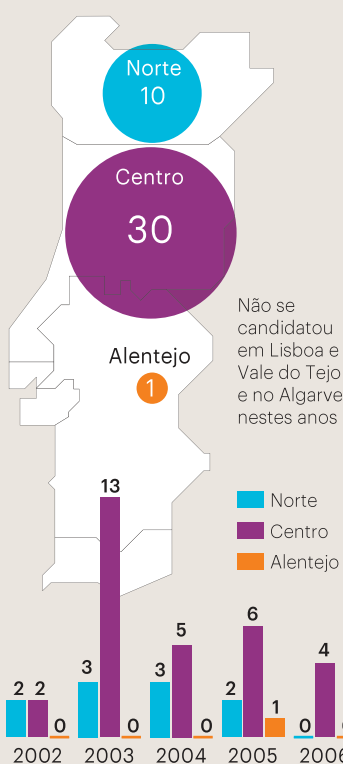 Norte
10
Centro
30
Não se
candidatou
em Lisboa e
Vale do Tejo
e no Algarve
nestes anos
Alentejo
1
Norte
Centro
Alentejo
2 2 0
3 13 0
3 5 0
2 6 1
0 4
2002 2003 2004 2005 2006